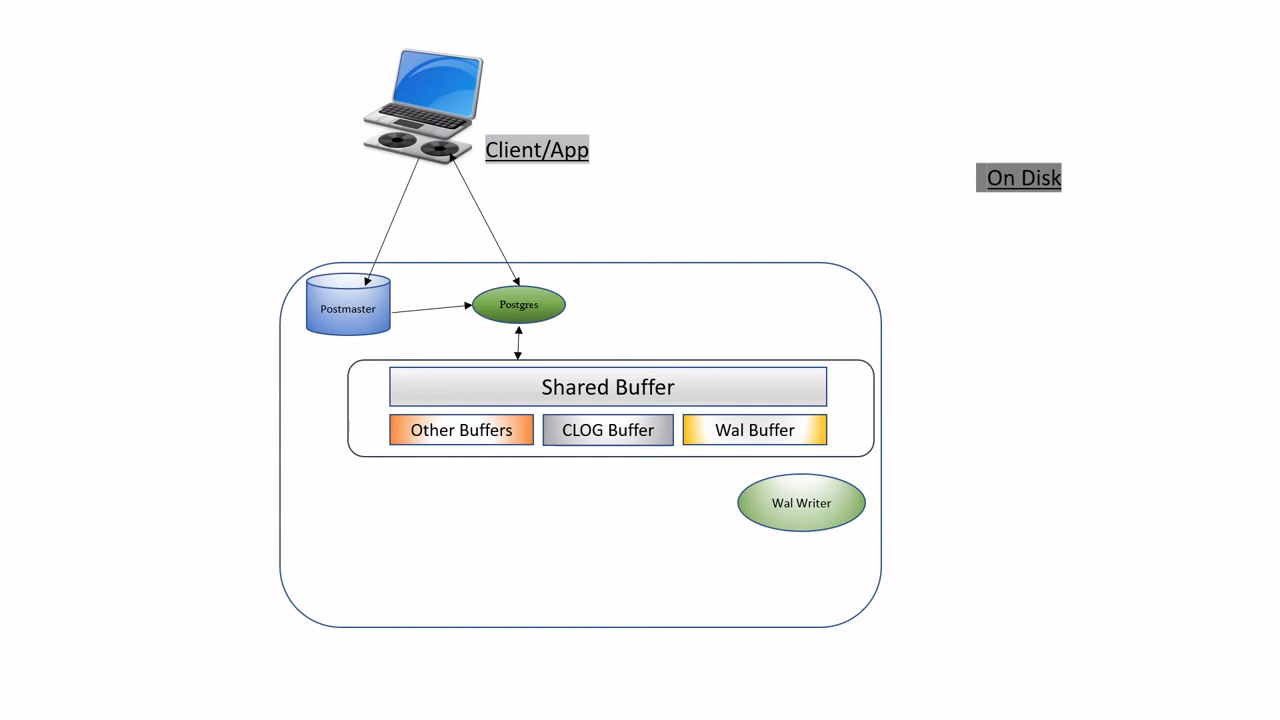 Client/App
On Disk
Postmaster
Postgres
Shared Buffer
Other Buffers
CLOG Buffer
Wal Buffer
Wal Writer